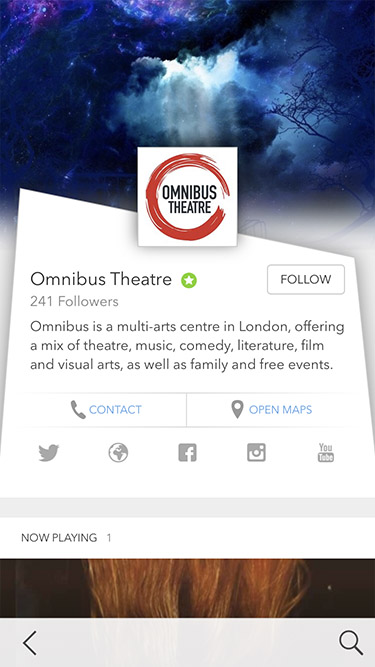 OMNIBUS
THEATRE
Omnibus Theatre
FOLLOW
241 Followers
Omnibus is a multi-arts centre in London, offering
a mix of theatre, music, comedy, literature, film
and visual arts, as well as family and free events.
CONTACT
OPEN MAPS
You
Tube
NOW PLAYING 1